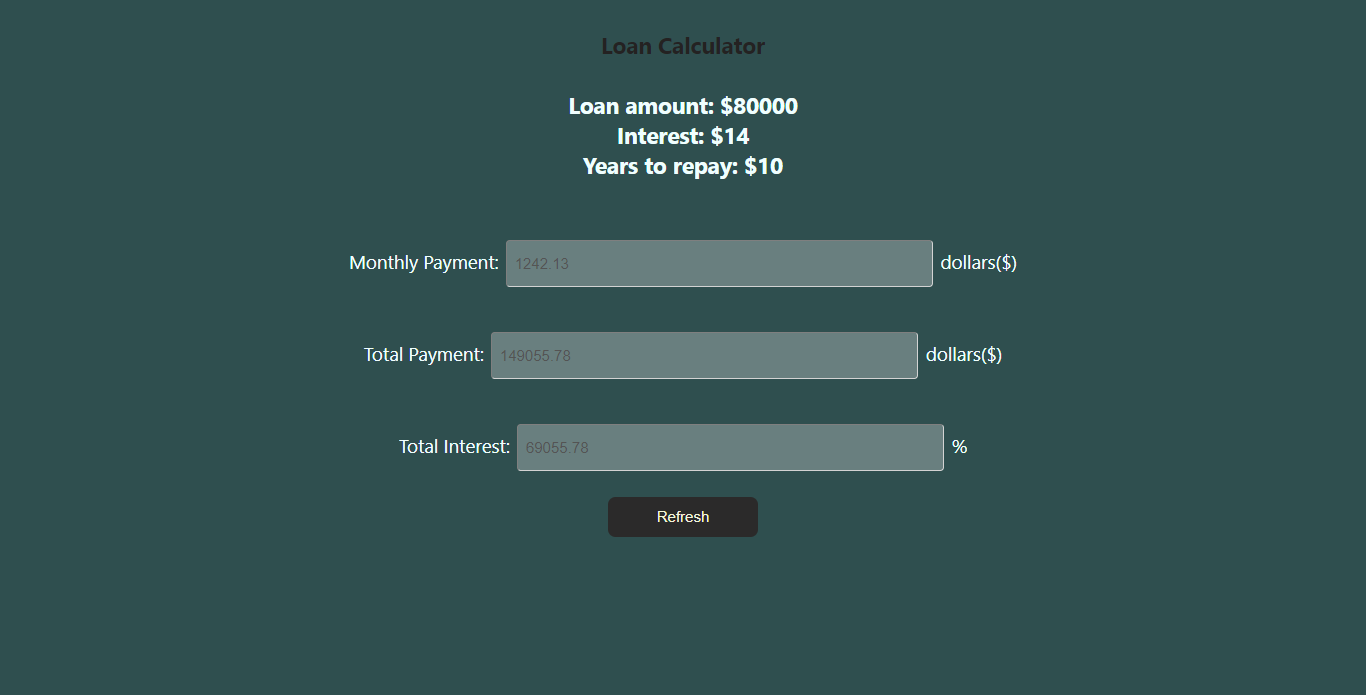 Loan Calculator
Loan amount: $80000
Interest: $14
Years to repay: $10
Monthly Payment: 1242.13 dollars($)
Total Payment: 149055.78 dollars($)
Total Interest: 69055.78 %
Refresh